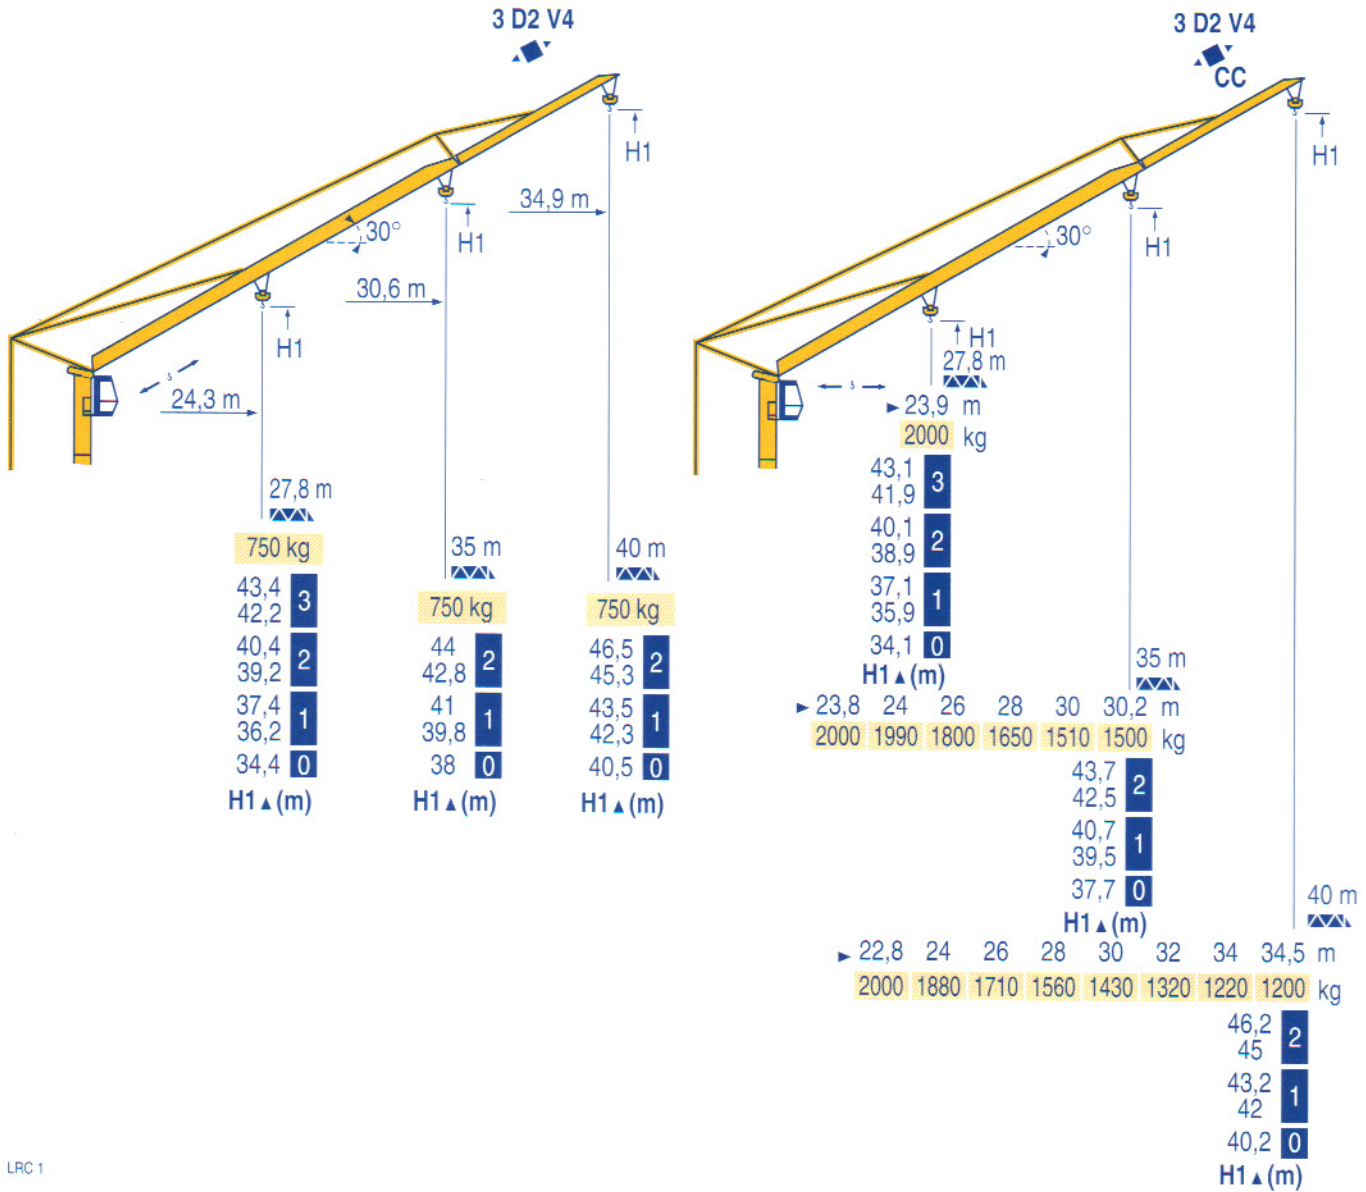 3 D2 V4
H1
34,9 m
H1
30°
30,6 m
H1
24,3 m
27,8 m
750 kg
43,4
42,2
3
40,4
39,2
2
37,4
36,2
1
34,4 0
H1▲(m)
35 m
750 kg
44
42,8
2
41
39,8
1
38 0
H1▲(m)
40 m
750 kg
46,5
45,3
2
43,5
42,3
1
40,5 0
H1▲(m)
3 D2 V4
CC
H1
H1
30°
H1
27,8 m
► 23,9 m
2000 kg
43,1
41,9
3
40,1
38,9
2
37,1
35,9
1
34,1 0
H1▲(m)
35 m
► 23,8 24 26 28 30 30,2 m
2000 1990 1800 1650 1510 1500 kg
43,7
42,5
2
40,7
39,5
1
37,7 0
H1▲(m)
40 m
► 22,8 24 26 28 30 32 34 34,5 m
2000 1880 1710 1560 1430 1320 1220 1200 kg
46,2
45
2
43,2
42
1
40,2 0
H1▲(m)
LRC 1